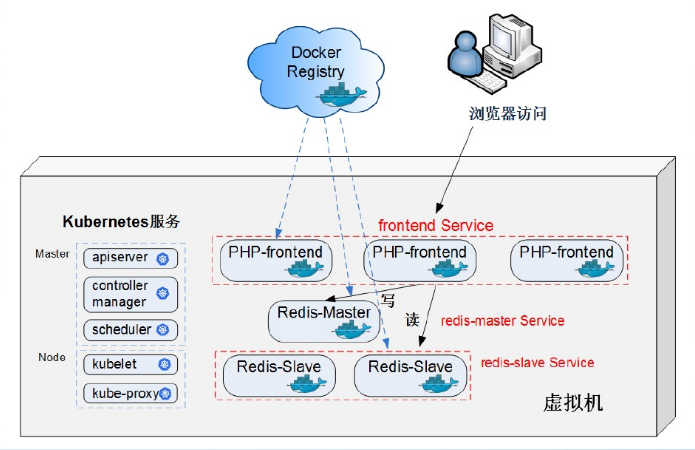 Docker
Registry
浏览器访问
Kubernetes服务
frontend Service
Master
apiserver
PHP-frontend
PHP-frontend
PHP-frontend
controller
manager
写
Redis-Master
读
redis-master Service
scheduler
Node
kubelet
redis-slave Service
Redis-Slave
Redis-Slave
kube-proxy
虚拟机